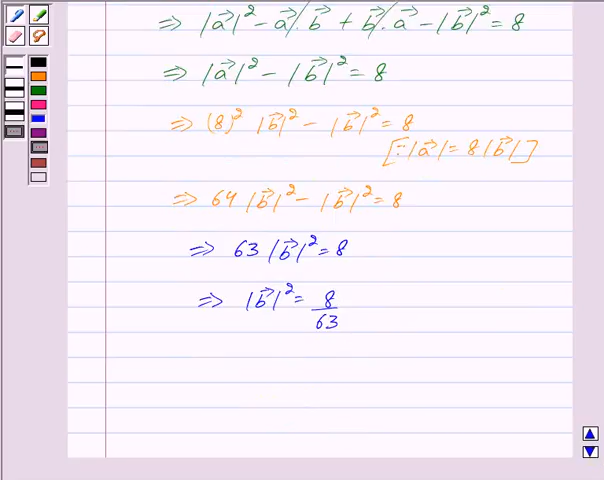 ⇒ |a⃗|² - a⃗. b⃗ + b⃗. a⃗ - |b⃗|² = 8
⇒ |a⃗|² - |b⃗|² = 8
⇒ (8)² |b⃗|² - |b⃗|² = 8
[∵ |a⃗| = 8 |b⃗|]
⇒ 64 |b⃗|² - |b⃗|² = 8
⇒ 63 |b⃗|² = 8
⇒ |b⃗|² = 8/63